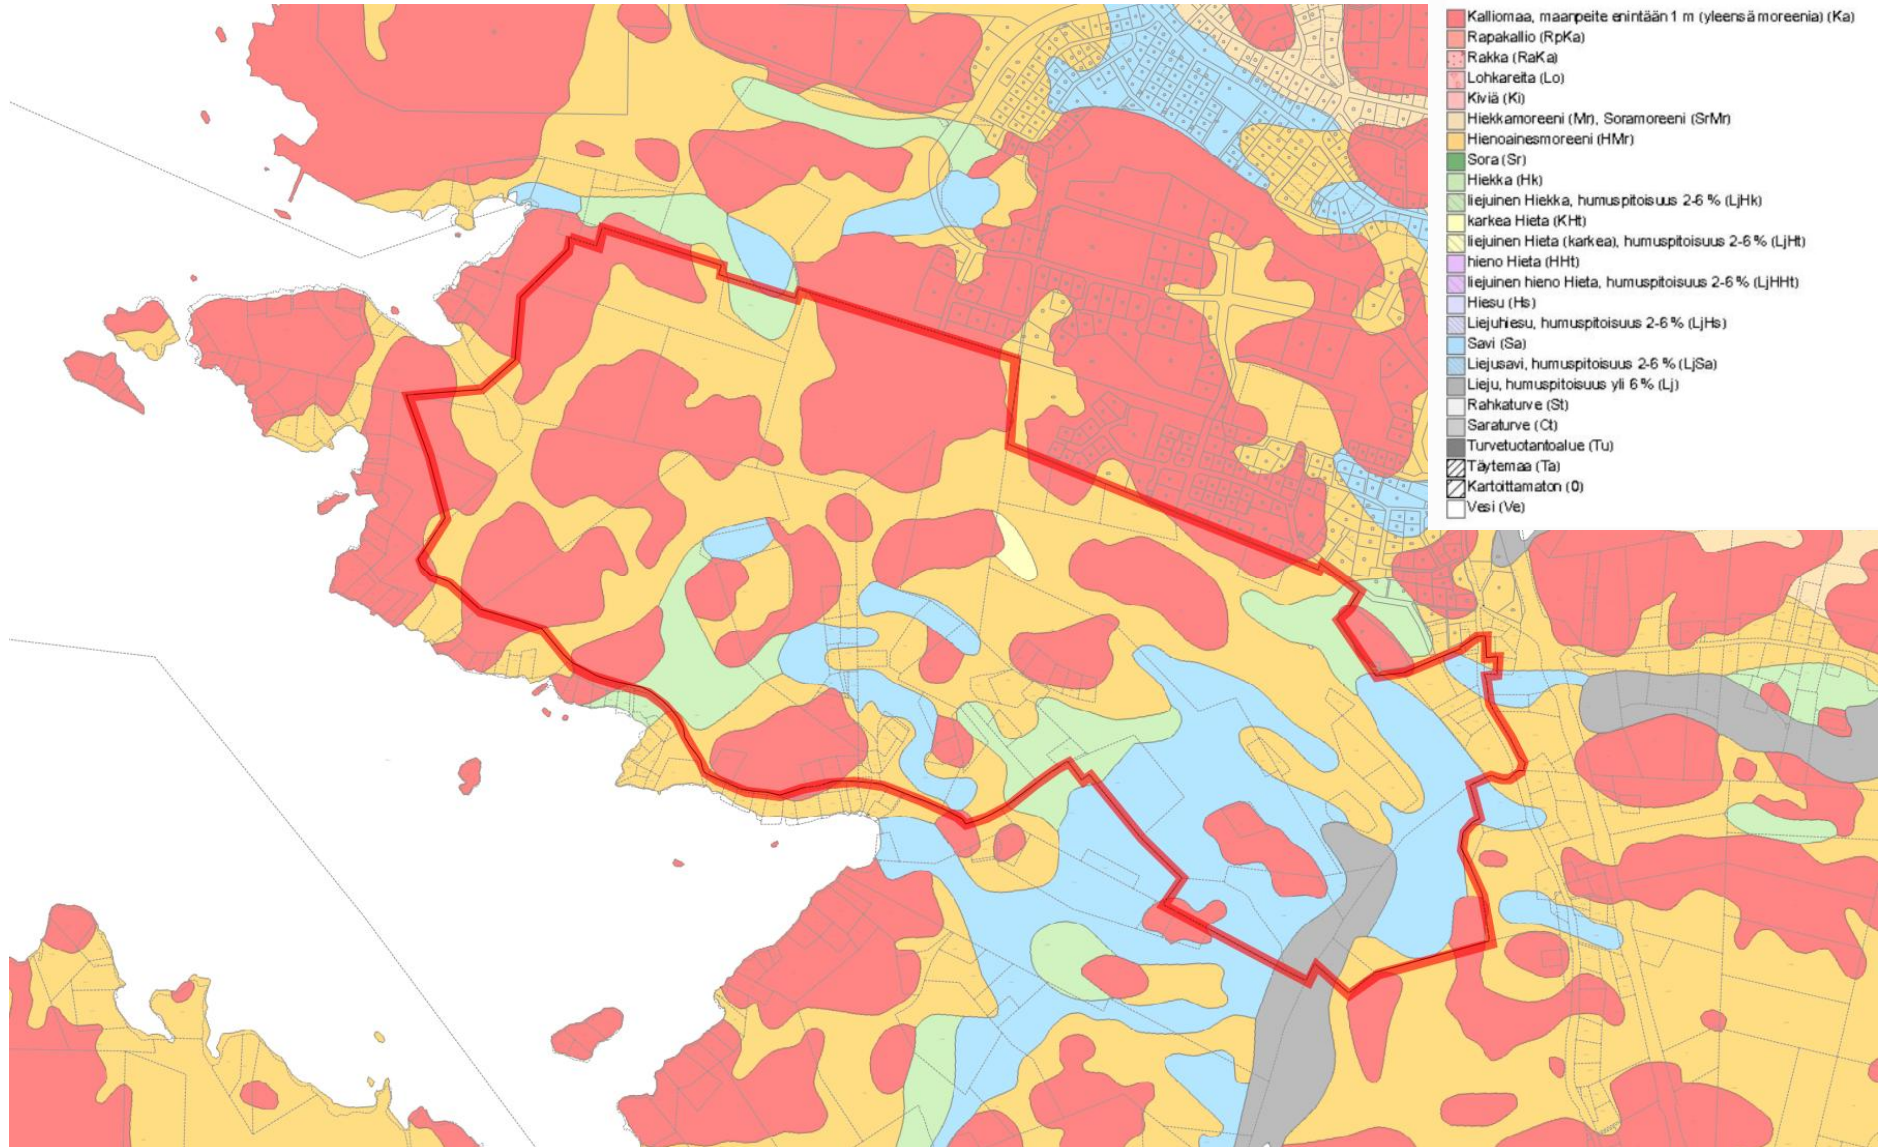 Kalliomaa, maanpeite enintään 1 m (yleensä moreenia) (Ka)
Rapakallio (RpKa)
Rakka (RaKa)
Lohkareita (Lo)
Kiviä (Ki)
Hiekkamoreeni (Mr), Soramoreeni (SrMr)
Hienoainesmoreeni (HMr)
Sora (Sr)
Hiekka (Hk)
liejuinen Hiekka, humuspitoisuus 2-6 % (LjHk)
karkea Hieta (KHt)
liejuinen Hieta (karkea), humuspitoisuus 2-6 % (LjHt)
hieno Hieta (HHt)
liejuinen hieno Hieta, humuspitoisuus 2-6 % (LjHHt)
Hiesu (Hs)
Liejuhiesu, humuspitoisuus 2-6 % (LjHs)
Savi (Sa)
Liejusavi, humuspitoisuus 2-6 % (LjSa)
Lieju, humuspitoisuus yli 6 % (Lj)
Rahkaturve (St)
Saraturve (Ct)
Turvetuotantoalue (Tu)
Täytemaa (Ta)
Kartoittamaton (0)
Vesi (Ve)